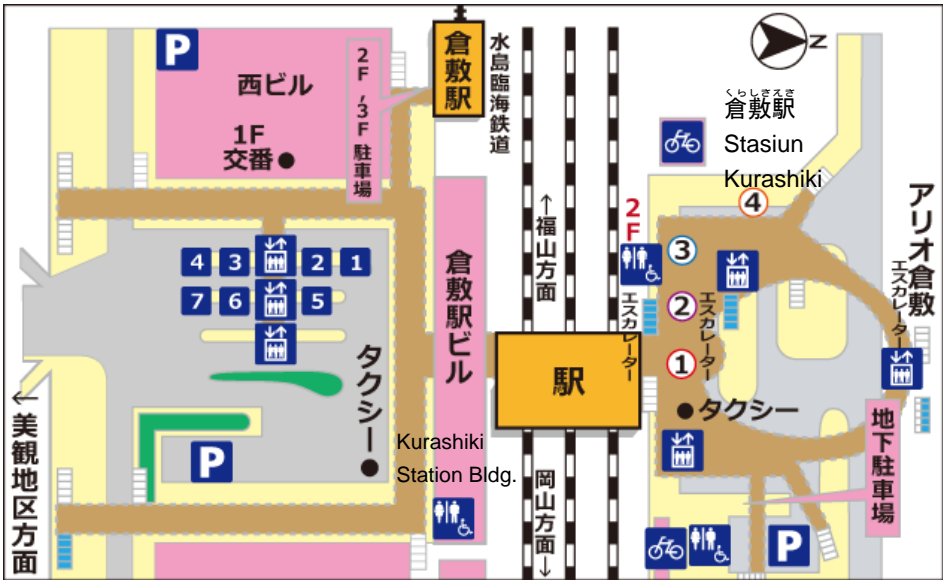 P
西ビル
1F
交番
2F,3F駐車場
倉敷駅
水島臨海鉄道
N
くらしきえき
倉敷駅
Stasiun
Kurashiki
④
2F
③
②
①
エスカレーター
エスカレーター
タクシー
アリオ倉敷
エスカレーター
地下駐車場
P
↑福山方面
駅
岡山方面↓
倉敷駅ビル
Kurashiki
Station Bldg.
4 3 2 1
7 6 5
タクシー
P
←美観地区方面